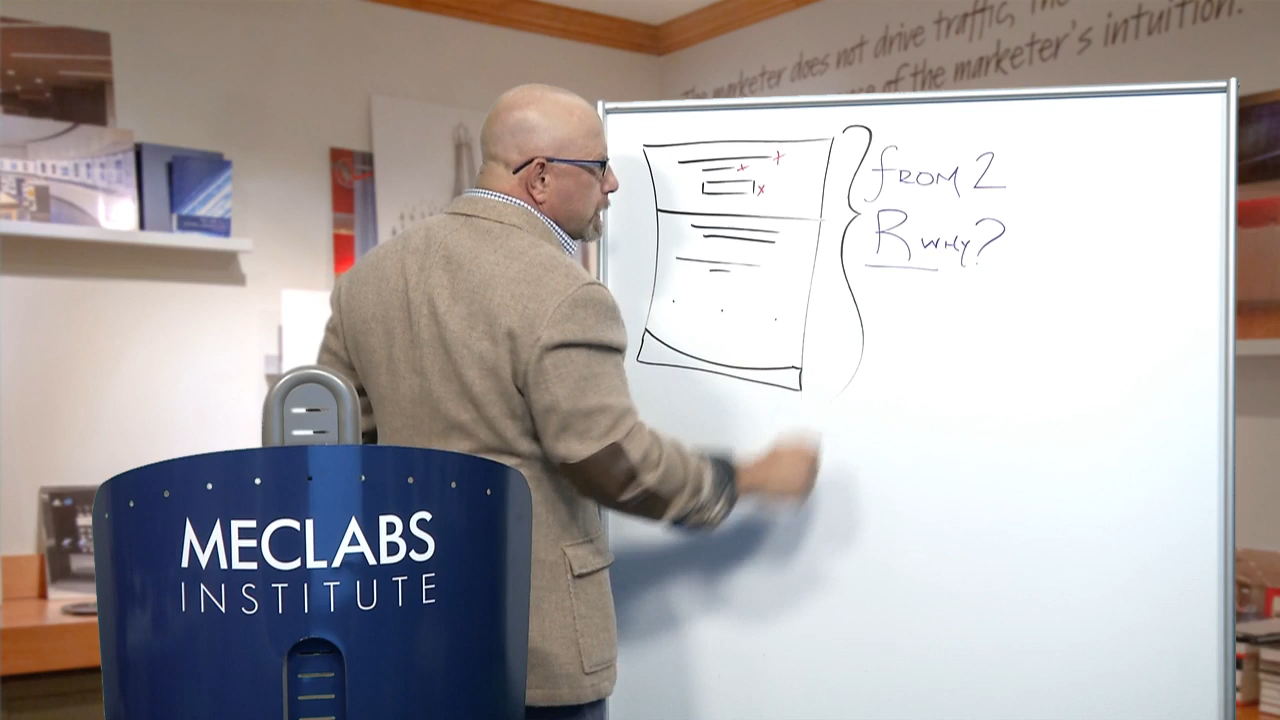 The marketer does not drive traffic, the
of the marketer's intuition.
FROM 2
R WHY?
MECLABS
INSTITUTE